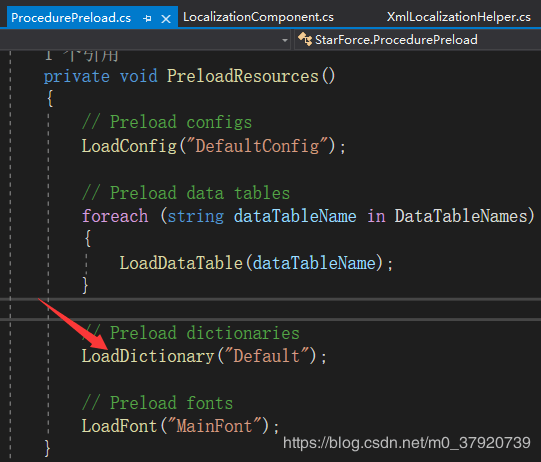 ProcedurePreload.cs
LocalizationComponent.cs
XmlLocalizationHelper.cs
StarForce.ProcedurePreload
1 个引用
private void PreloadResources()
{
// Preload configs
LoadConfig("DefaultConfig");
// Preload data tables
foreach (string dataTableName in DataTableNames)
{
LoadDataTable(dataTableName);
}
// Preload dictionaries
LoadDictionary("Default");
// Preload fonts
LoadFont("MainFont");
}
https://blog.csdn.net/m0_37920739